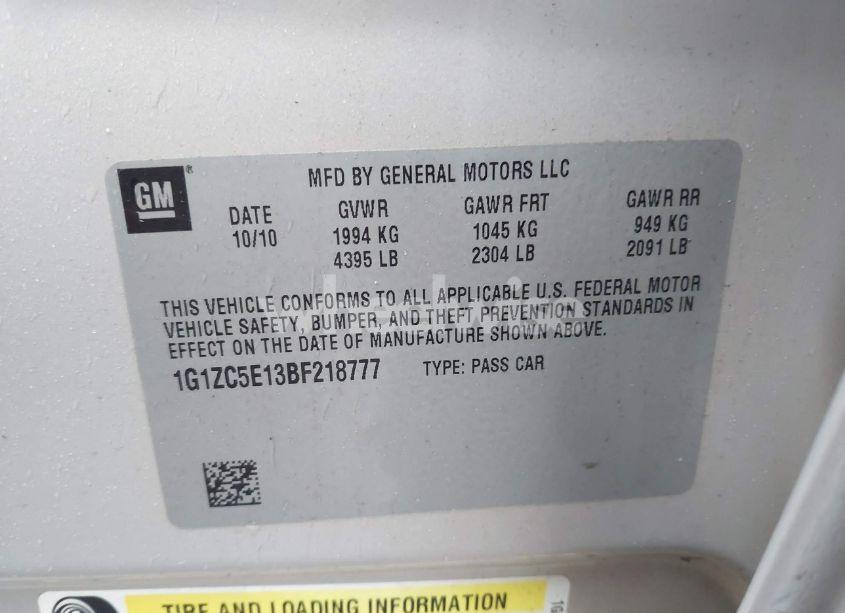 GM ® MFD BY GENERAL MOTORS LLC
DATE GVWR GAWR FRT GAWR RR
10/10 1994 KG 1045 KG 949 KG
4395 LB 2304 LB 2091 LB
THIS VEHICLE CONFORMS TO ALL APPLICABLE U.S. FEDERAL MOTOR
VEHICLE SAFETY, BUMPER, AND THEFT PREVENTION STANDARDS IN
EFFECT ON THE DATE OF MANUFACTURE SHOWN ABOVE.
1G1ZC5E13BF218777 TYPE: PASS CAR
TIRE AND LOADING INFORMATION